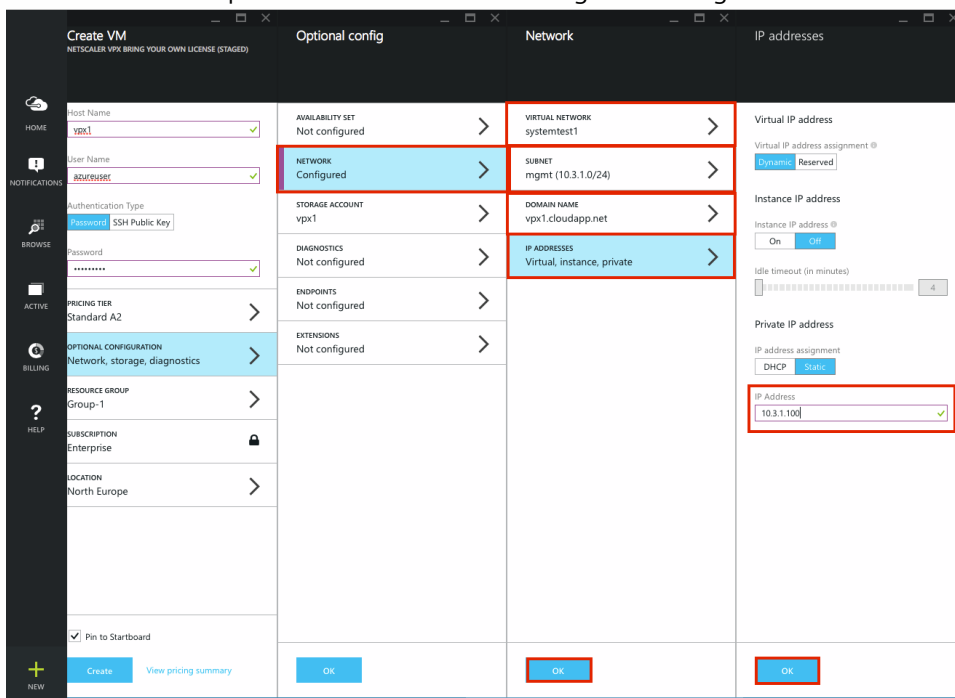 Create VM
NETSCALER VPX BRING YOUR OWN LICENSE (STAGED)
HOME
NOTIFICATIONS
BROWSE
ACTIVE
BILLING
HELP
NEW
Host Name
vpx1
User Name
azureuser
Authentication Type
Password SSH Public Key
Password
•••••••••
PRICING TIER
Standard A2
OPTIONAL CONFIGURATION
Network, storage, diagnostics
RESOURCE GROUP
Group-1
SUBSCRIPTION
Enterprise
LOCATION
North Europe
Pin to Startboard
Create View pricing summary
Optional config
AVAILABILITY SET
Not configured
NETWORK
Configured
STORAGE ACCOUNT
vpx1
DIAGNOSTICS
Not configured
ENDPOINTS
Not configured
EXTENSIONS
Not configured
OK
Network
VIRTUAL NETWORK
systemtest1
SUBNET
mgmt (10.3.1.0/24)
DOMAIN NAME
vpx1.cloudapp.net
IP ADDRESSES
Virtual, instance, private
OK
IP addresses
Virtual IP address
Virtual IP address assignment
Dynamic Reserved
Instance IP address
Instance IP address
On Off
Idle timeout (in minutes)
4
Private IP address
IP address assignment
DHCP Static
IP Address
10.3.1.100
OK